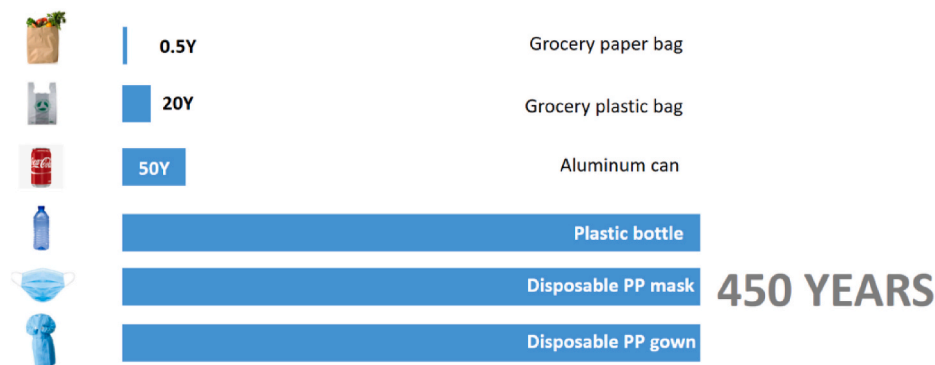 0.5Y Grocery paper bag
20Y Grocery plastic bag
50Y Aluminum can
Plastic bottle
Disposable PP mask
450 YEARS
Disposable PP gown